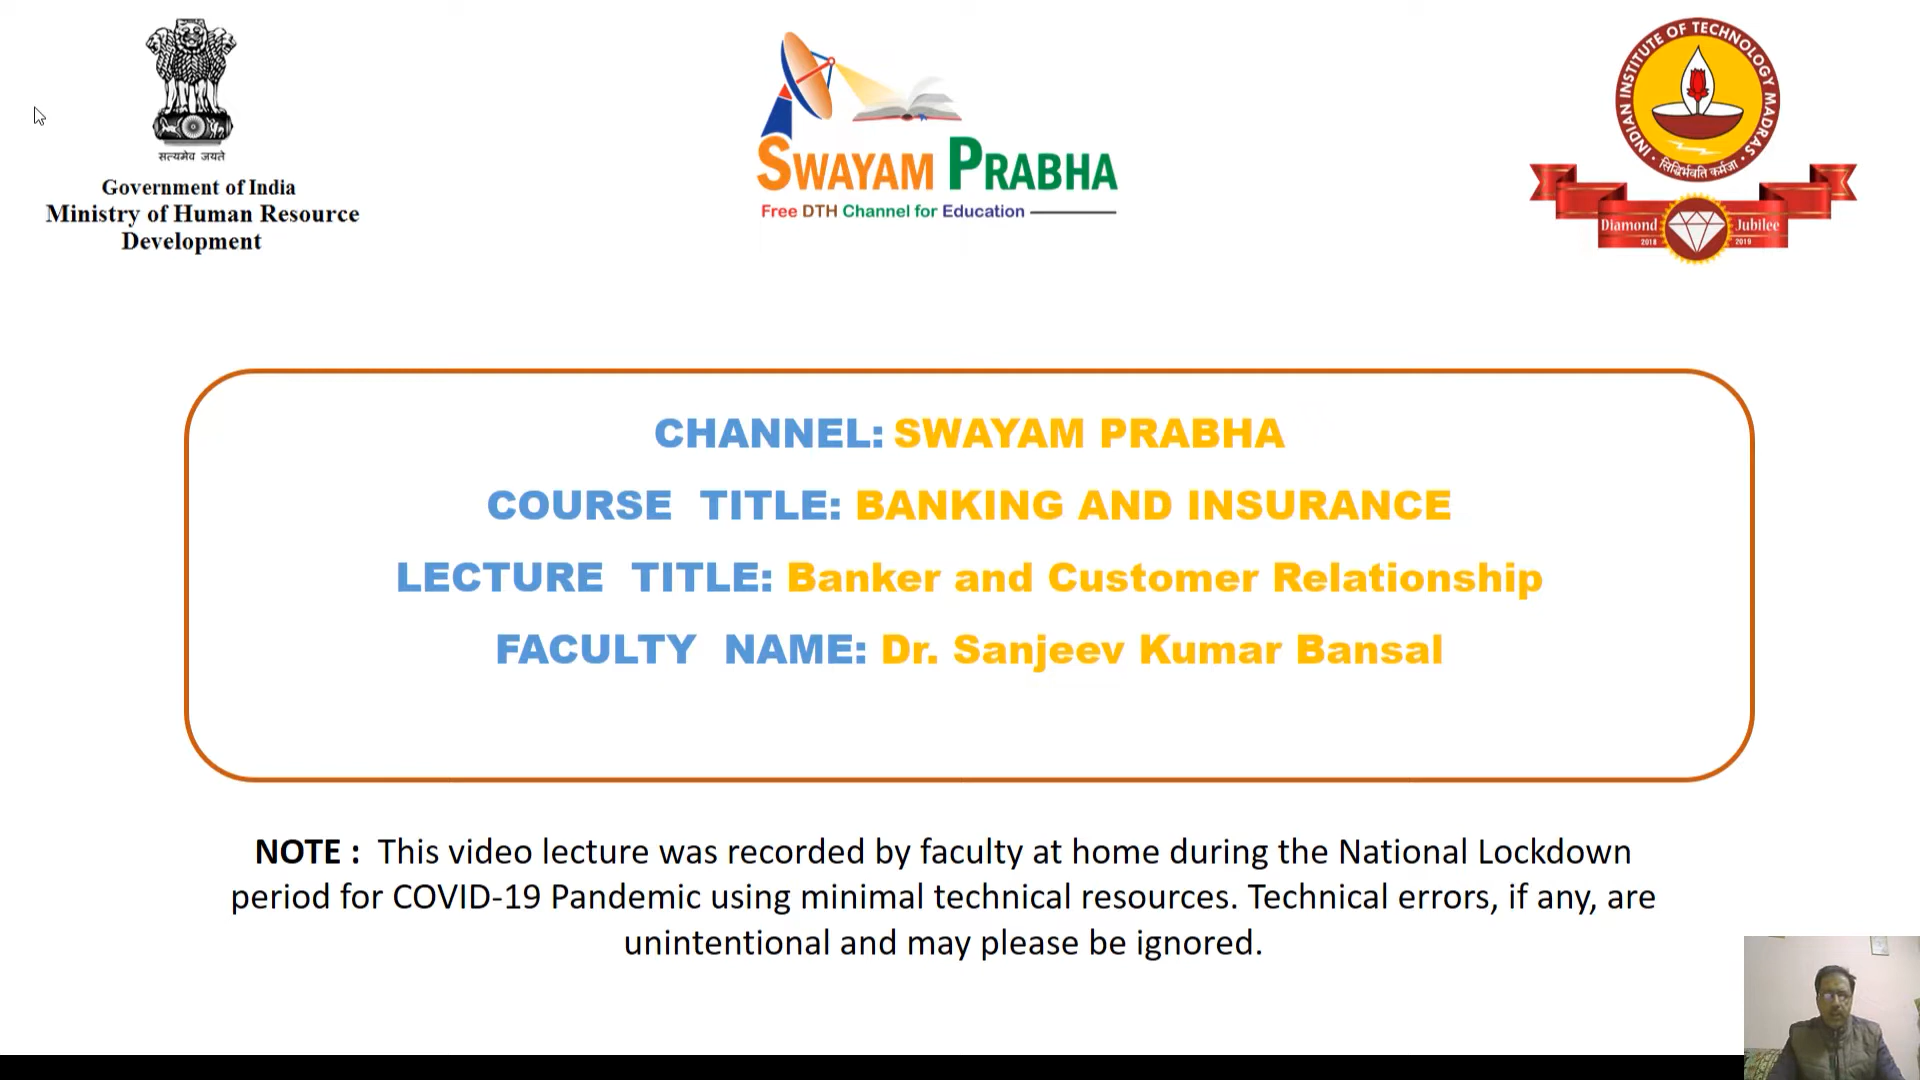 सत्यमेव जयते
Government of India
Ministry of Human Resource
Development
SWAYAM PRABHA
Free DTH Channel for Education
INDIAN INSTITUTE OF TECHNOLOGY MADRAS
सिद्धिर्भवति कर्मजा
Diamond Jubilee
2018 2019
CHANNEL: SWAYAM PRABHA
COURSE TITLE: BANKING AND INSURANCE
LECTURE TITLE: Banker and Customer Relationship
FACULTY NAME: Dr. Sanjeev Kumar Bansal
NOTE : This video lecture was recorded by faculty at home during the National Lockdown
period for COVID-19 Pandemic using minimal technical resources. Technical errors, if any, are
unintentional and may please be ignored.